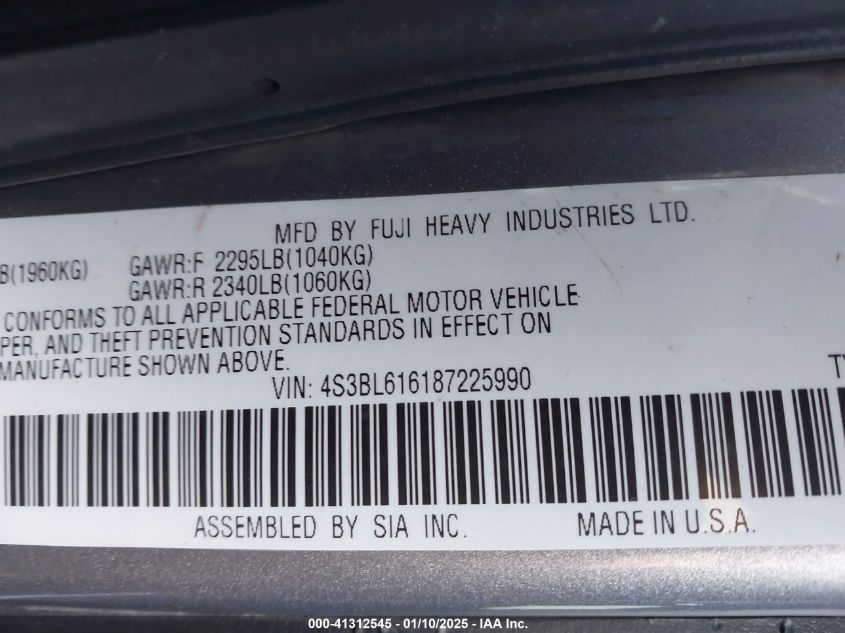 MFD BY FUJI HEAVY INDUSTRIES LTD.
B(1960KG) GAWR:F 2295LB(1040KG)
GAWR:R 2340LB(1060KG)
CONFORMS TO ALL APPLICABLE FEDERAL MOTOR VEHICLE
PER, AND THEFT PREVENTION STANDARDS IN EFFECT ON
MANUFACTURE SHOWN ABOVE.
VIN: 4S3BL616187225990 TY
ASSEMBLED BY SIA INC. MADE IN U.S.A.
000-41312545 - 01/10/2025 - IAA Inc.